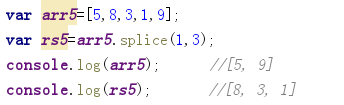 var arr5=[5,8,3,1,9];
var rs5=arr5.splice(1,3);
console.log(arr5);      //[5, 9]
console.log(rs5);       //[8, 3, 1]